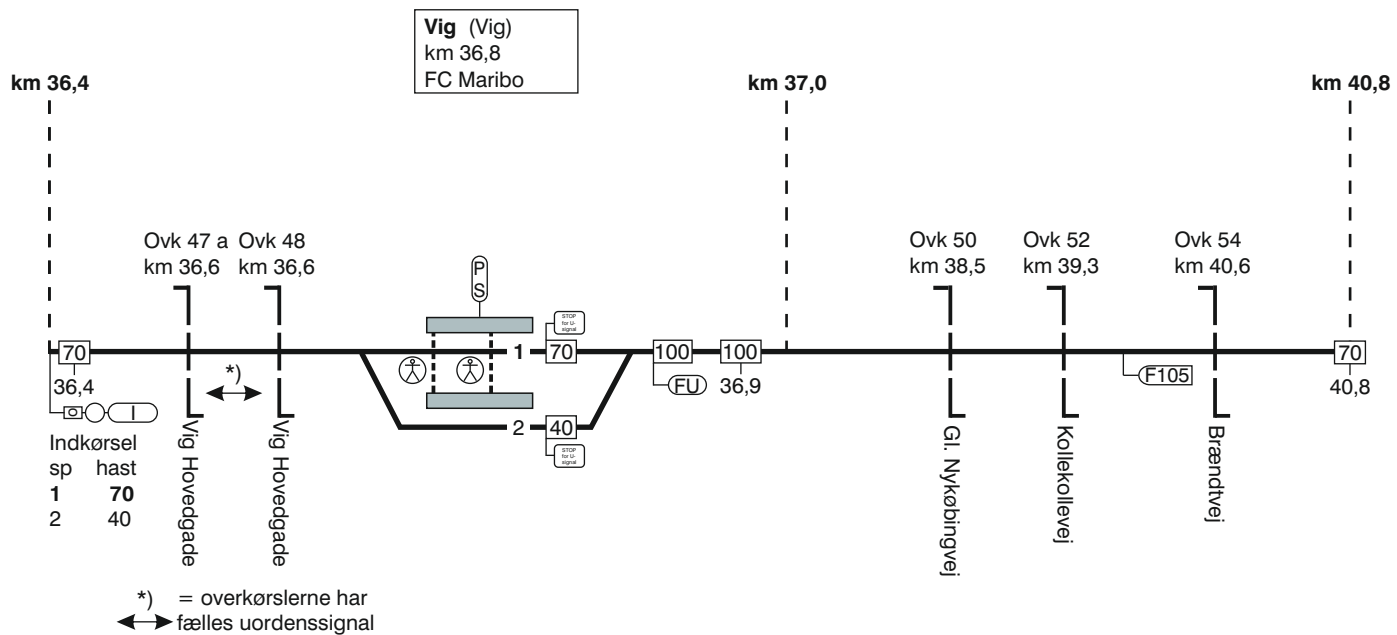 Vig (Vig)
km 36,8
FC Maribo
km 36,4
km 37,0
km 40,8
Ovk 47 a
km 36,6
Ovk 48
km 36,6
Ovk 50
km 38,5
Ovk 52
km 39,3
Ovk 54
km 40,6
P
S
STOP
for U-
signal
70
36,4
*)
1
70
100
100
36,9
FU
F105
70
40,8
I
2
40
STOP
for U-
signal
Indkørsel
sp hast
1 70
2 40
Vig Hovedgade
Vig Hovedgade
Gl. Nykøbingvej
Kollekollevej
Brændtvej
*) = overkørslerne har
fælles uordenssignal